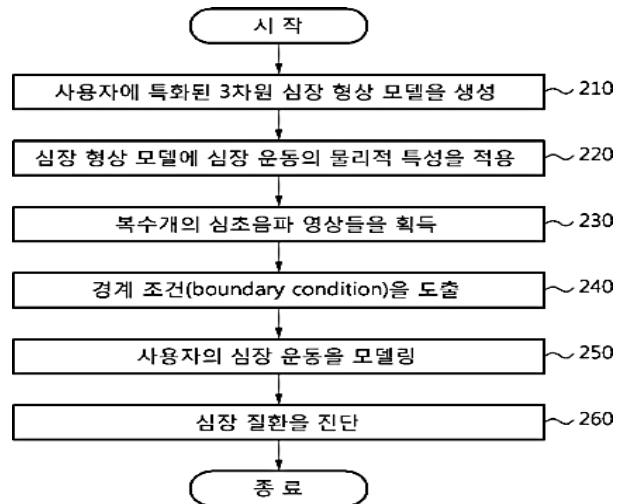 시 작
사용자에 특화된 3차원 심장 형상 모델을 생성 210
심장 형상 모델에 심장 운동의 물리적 특성을 적용 220
복수개의 심초음파 영상들을 획득 230
경계 조건(boundary condition)을 도출 240
사용자의 심장 운동을 모델링 250
심장 질환을 진단 260
종 료